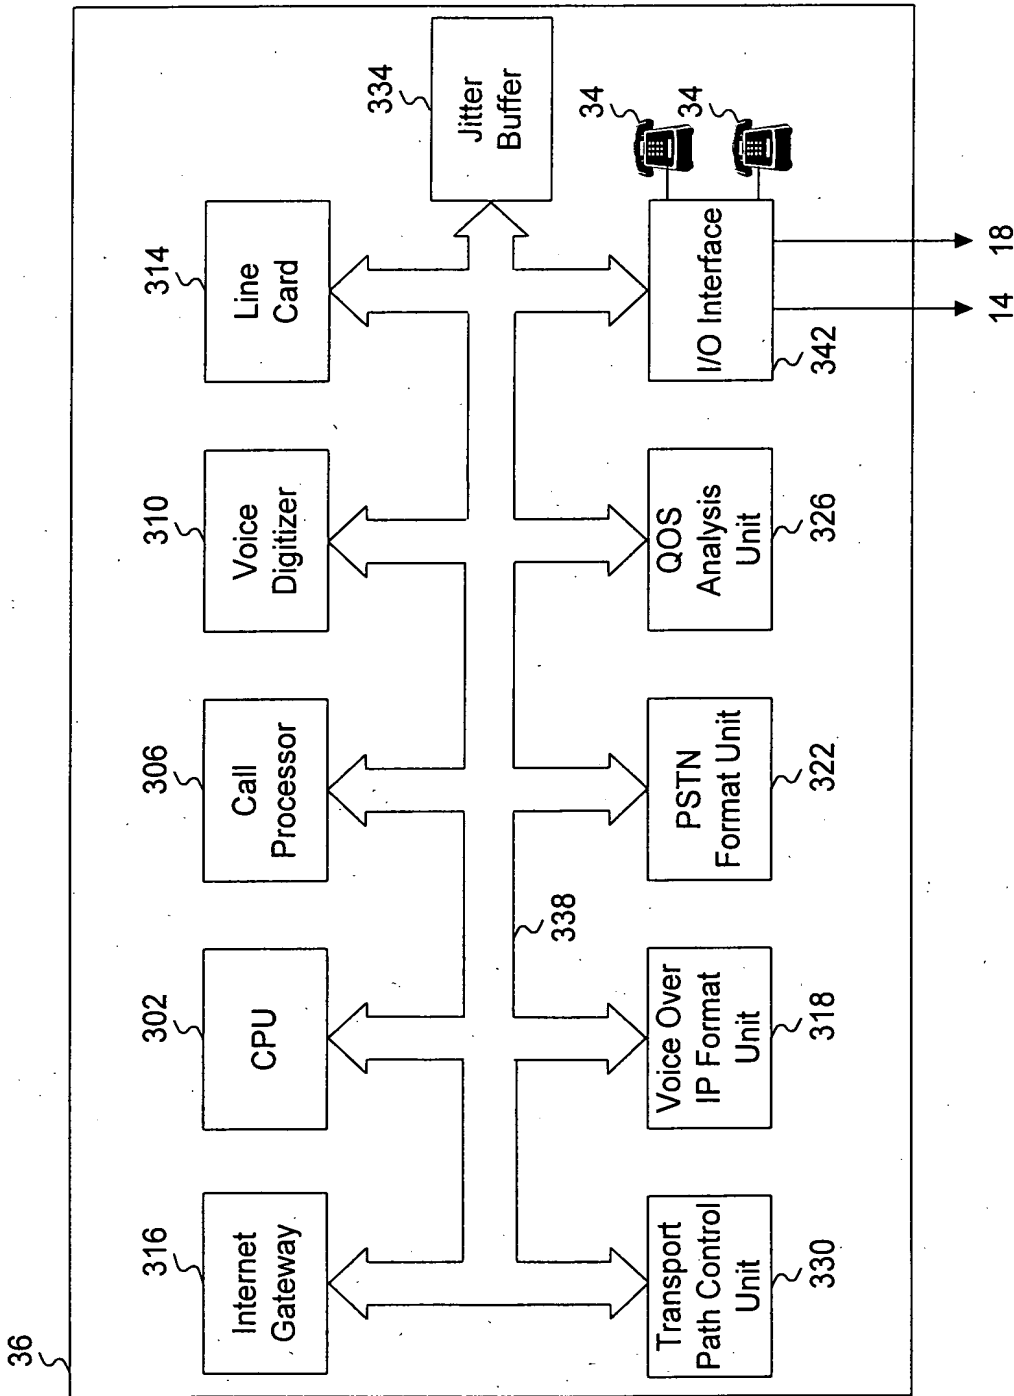 36
316
Internet
Gateway
302
CPU
306
Call
Processor
310
Voice
Digitizer
314
Line
Card
334
Jitter
Buffer
338
Transport
Path Control
Unit
330
Voice Over
IP Format
Unit
318
PSTN
Format Unit
322
QOS
Analysis
Unit
326
I/O Interface
342
34
34
14
18